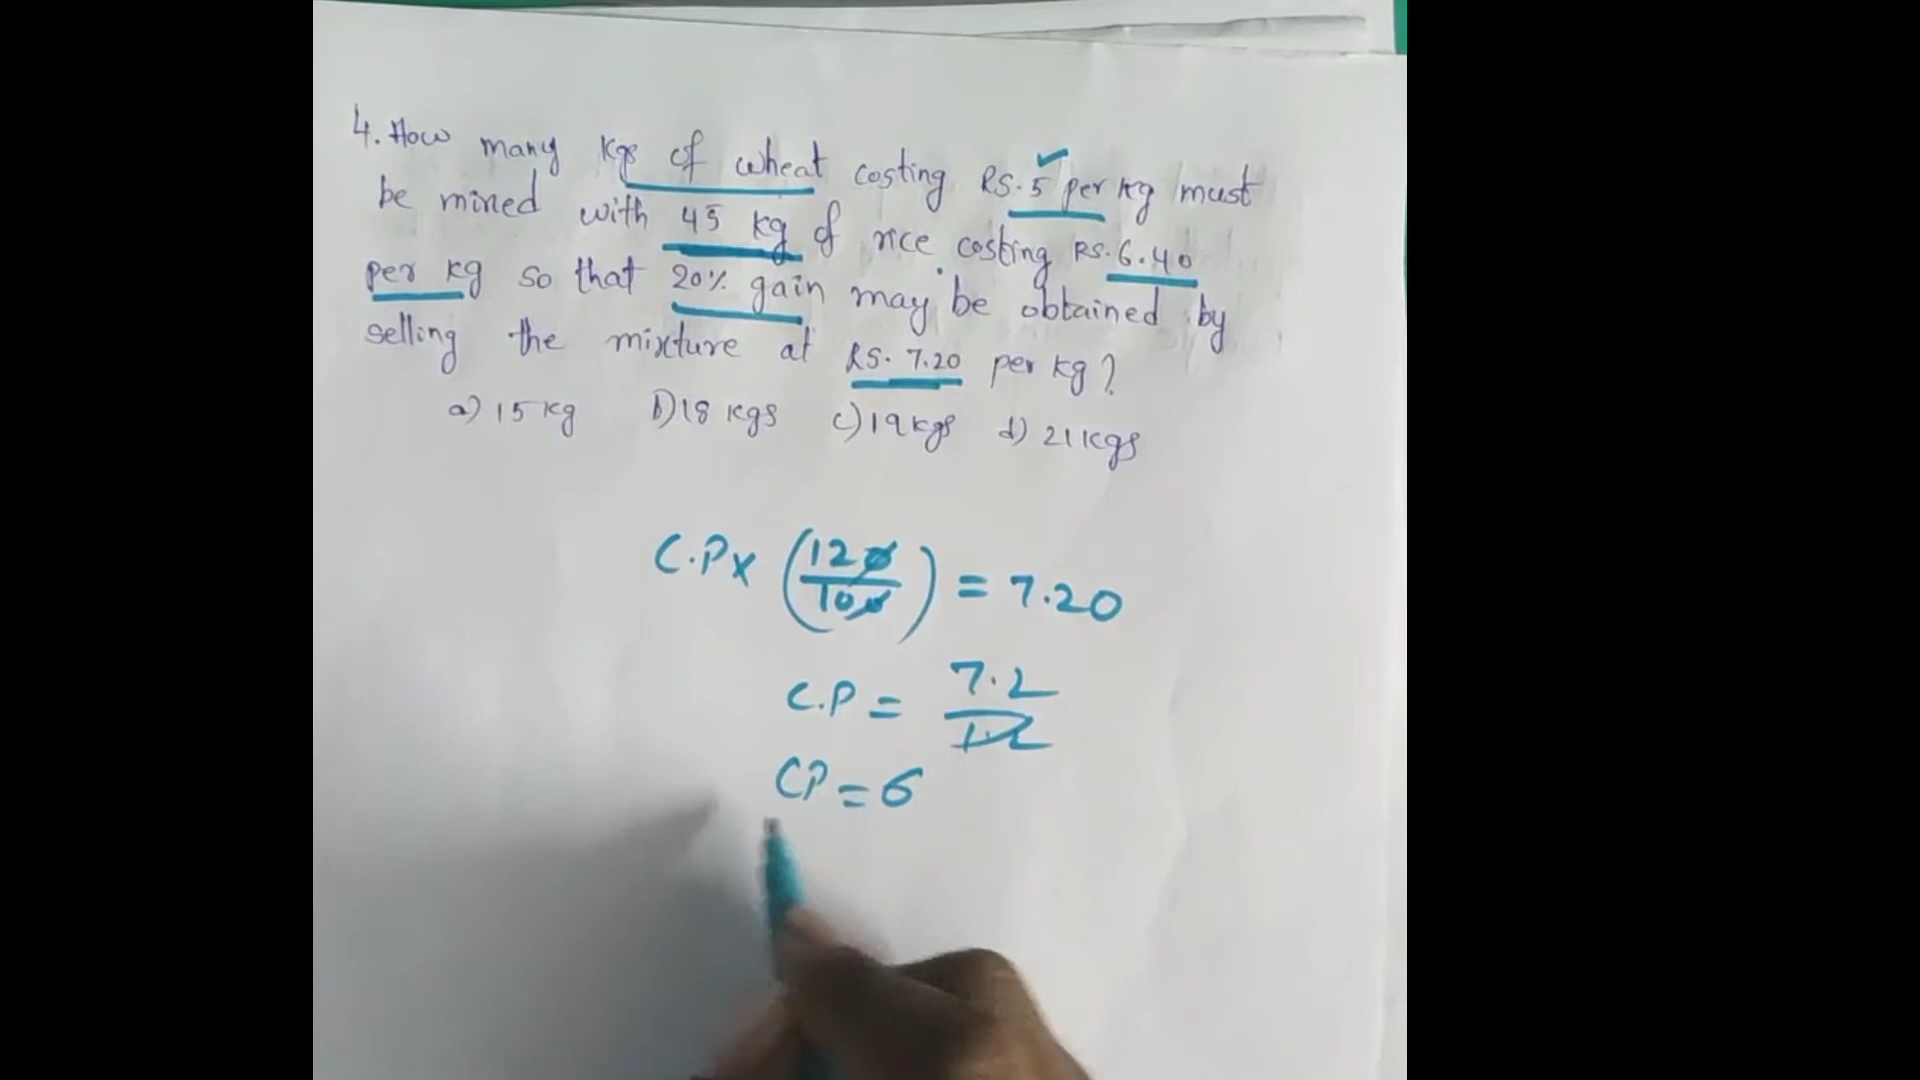 4. How many kgs of wheat costing RS. 5 per kg must
be mixed with 45 kg of rice costing RS. 6.40
per kg so that 20% gain may be obtained by
selling the mixture at RS. 7.20 per kg?
a) 15 kg b) 18 kgs c) 19 kgs d) 21 kgs
C.P x (120/100) = 7.20
C.P = 7.2/1.2
CP = 6